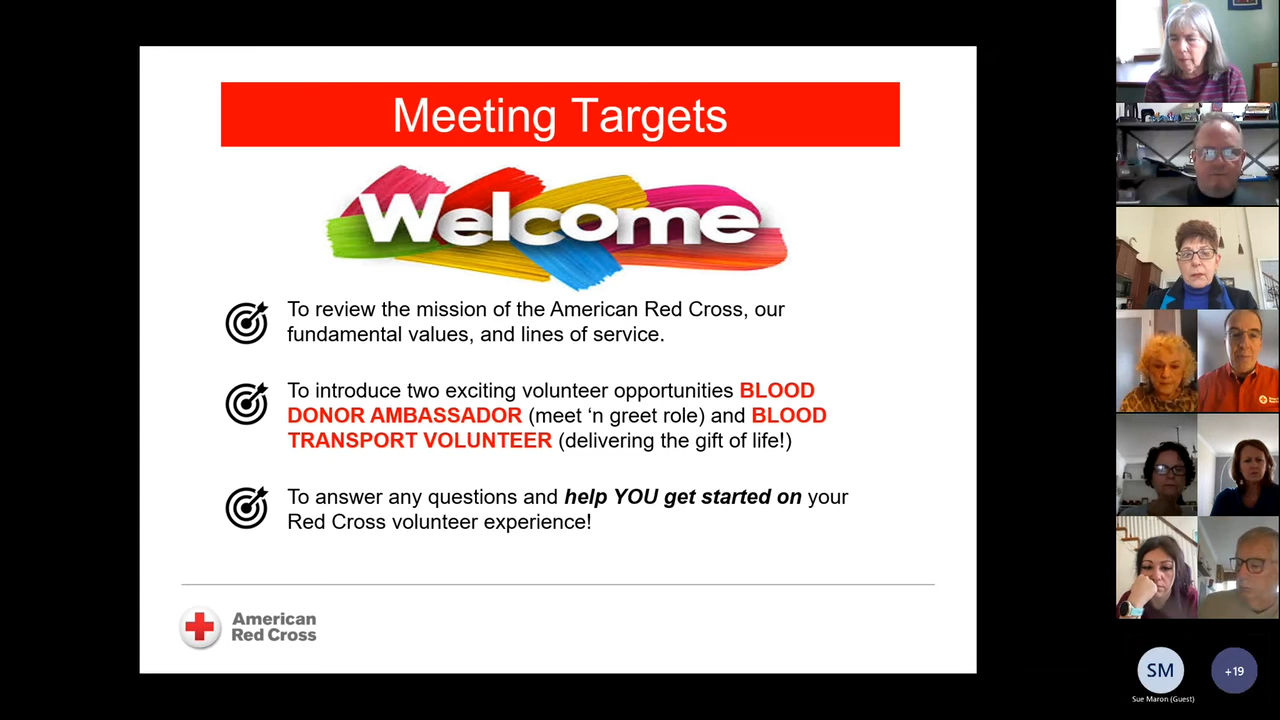 Meeting Targets
Welcome
To review the mission of the American Red Cross, our
fundamental values, and lines of service.
To introduce two exciting volunteer opportunities BLOOD
DONOR AMBASSADOR (meet ‘n greet role) and BLOOD
TRANSPORT VOLUNTEER (delivering the gift of life!)
To answer any questions and help YOU get started on your
Red Cross volunteer experience!
American
Red Cross
SM
+19
Sue Maron (Guest)